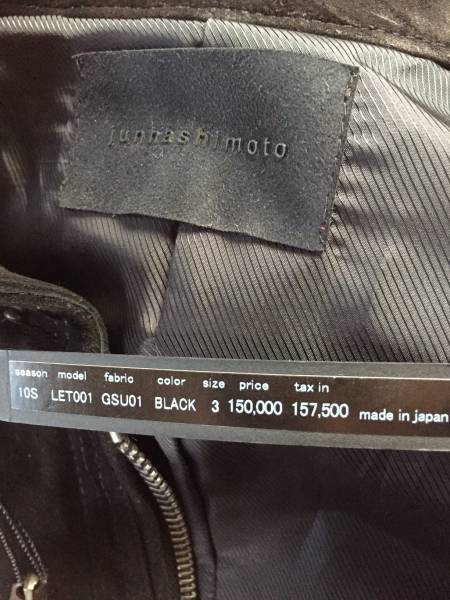 junhashimoto
season model fabric color size price tax in
10S LET001 GSU01 BLACK 3 150,000 157,500 made in japan